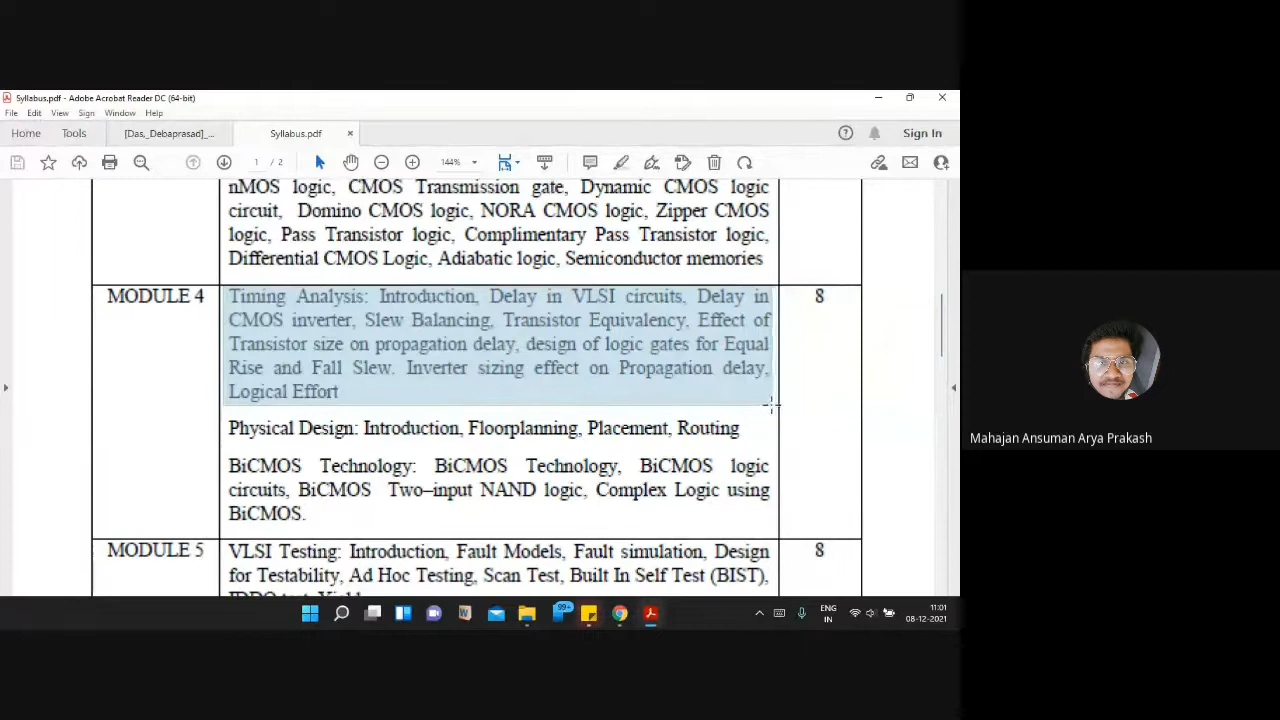 Syllabus.pdf - Adobe Acrobat Reader DC (64-bit)
File Edit View Sign Window Help
Home Tools [Das,_Debaprasad]_... Syllabus.pdf × Sign In
1 / 2 144%
nMOS logic, CMOS Transmission gate, Dynamic CMOS logic
circuit, Domino CMOS logic, NORA CMOS logic, Zipper CMOS
logic, Pass Transistor logic, Complimentary Pass Transistor logic,
Differential CMOS Logic, Adiabatic logic, Semiconductor memories
MODULE 4 Timing Analysis: Introduction, Delay in VLSI circuits, Delay in 8
CMOS inverter, Slew Balancing, Transistor Equivalency, Effect of
Transistor size on propagation delay, design of logic gates for Equal
Rise and Fall Slew. Inverter sizing effect on Propagation delay,
Logical Effort
Physical Design: Introduction, Floorplanning, Placement, Routing
BiCMOS Technology: BiCMOS Technology, BiCMOS logic
circuits, BiCMOS Two–input NAND logic, Complex Logic using
BiCMOS.
MODULE 5 VLSI Testing: Introduction, Fault Models, Fault simulation, Design 8
for Testability, Ad Hoc Testing, Scan Test, Built In Self Test (BIST),
Mahajan Ansuman Arya Prakash
99+
ENG
IN
11:01
08-12-2021